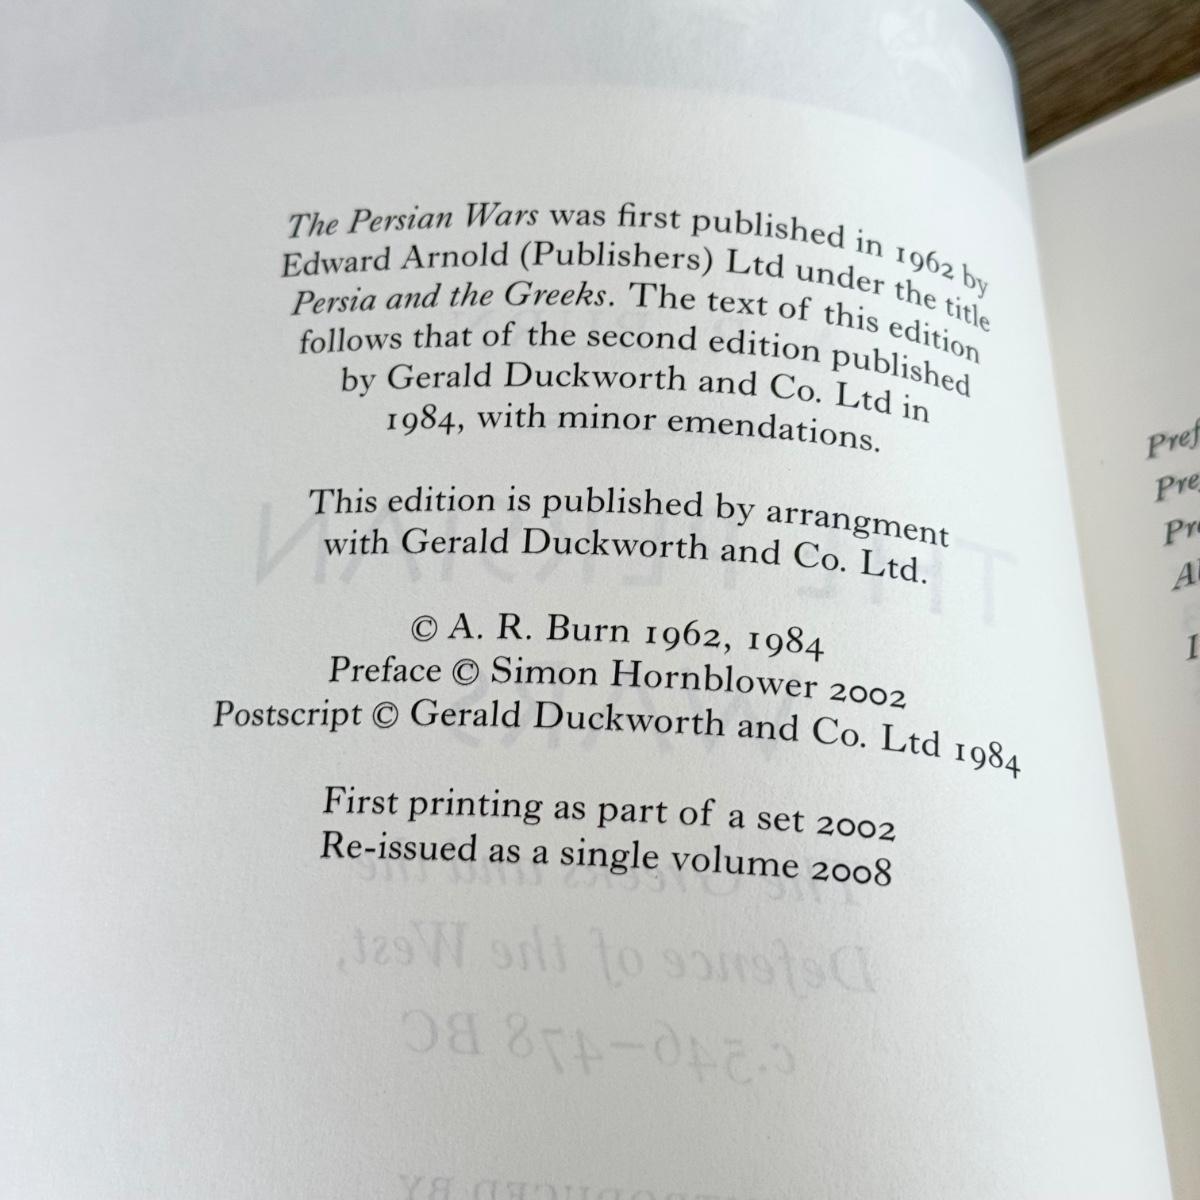 The Persian Wars was first published in 1962 by
Edward Arnold (Publishers) Ltd under the title
Persia and the Greeks. The text of this edition
follows that of the second edition published
by Gerald Duckworth and Co. Ltd in
1984, with minor emendations.
This edition is published by arrangment
with Gerald Duckworth and Co. Ltd.
© A. R. Burn 1962, 1984
Preface © Simon Hornblower 2002
Postscript © Gerald Duckworth and Co. Ltd 1984
First printing as part of a set 2002
Re-issued as a single volume 2008